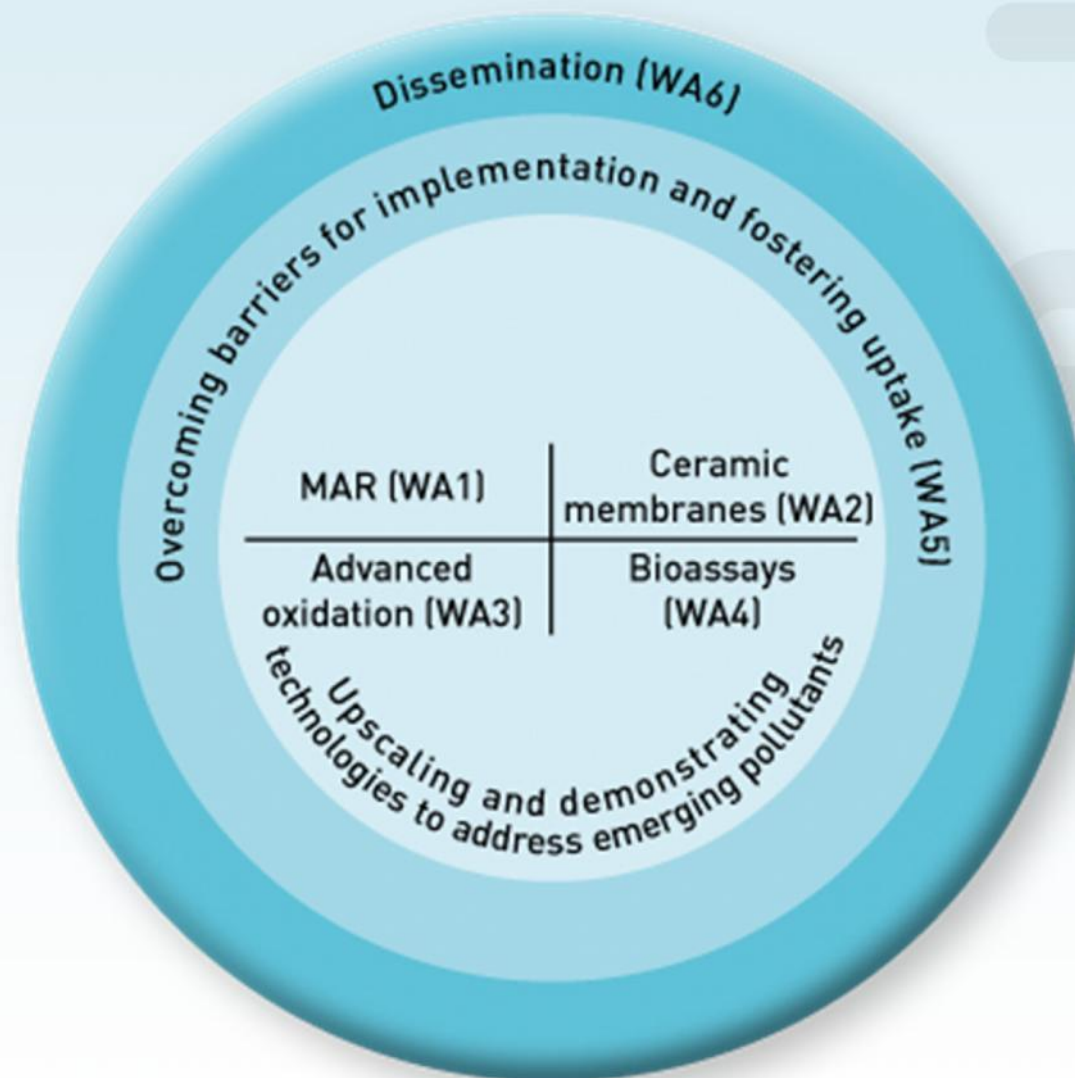 Dissemination (WA6)
Overcoming barriers for implementation and fostering uptake (WA5)
MAR (WA1)
Ceramic
membranes (WA2)
Advanced
oxidation (WA3)
Bioassays
(WA4)
Upscaling and demonstrating
technologies to address emerging pollutants